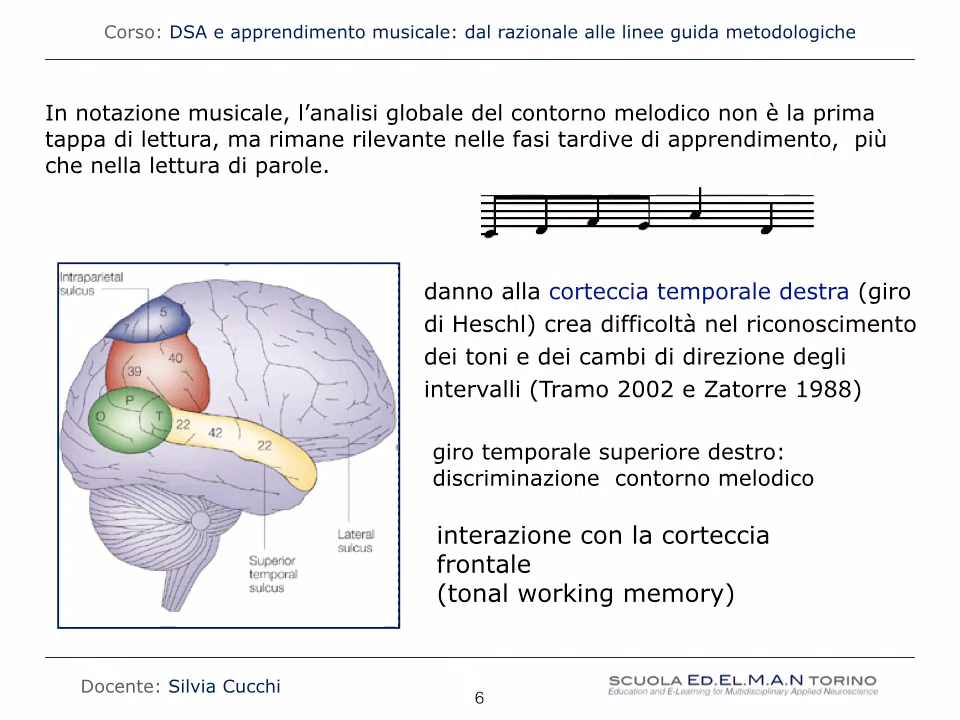 Corso: DSA e apprendimento musicale: dal razionale alle linee guida metodologiche
In notazione musicale, l’analisi globale del contorno melodico non è la prima
tappa di lettura, ma rimane rilevante nelle fasi tardive di apprendimento, più
che nella lettura di parole.
Intraparietal
sulcus
5
7
40
39
P
O
T
22
42
22
Lateral
sulcus
Superior
temporal
sulcus
danno alla corteccia temporale destra (giro
di Heschl) crea difficoltà nel riconoscimento
dei toni e dei cambi di direzione degli
intervalli (Tramo 2002 e Zatorre 1988)
giro temporale superiore destro:
discriminazione contorno melodico
interazione con la corteccia
frontale
(tonal working memory)
Docente: Silvia Cucchi
6
SCUOLA ED.EL.M.A.N TORINO
Education and E-Learning for Multidisciplinary Applied Neuroscience